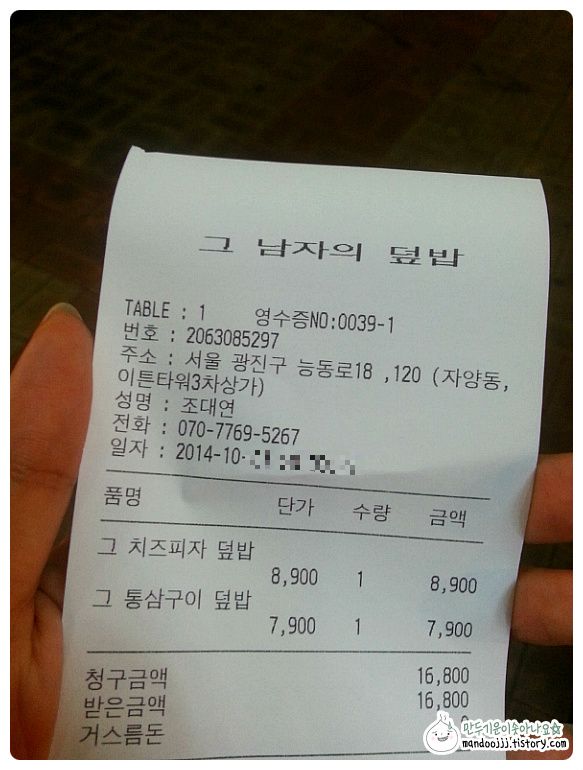 그 남자의 덮밥
TABLE : 1 영수증NO:0039-1
번호 : 2063085297
주소 : 서울 광진구 능동로18 ,120 (자양동,
이튼타워3차상가)
성명 : 조대연
전화 : 070-7769-5267
일자 : 2014-10-
품명 단가 수량 금액
그 치즈피자 덮밥
8,900 1 8,900
그 통삼구이 덮밥
7,900 1 7,900
청구금액 16,800
받은금액 16,800
거스름돈
만두기운이솟아나요☆
mandoojjj.tistory.com